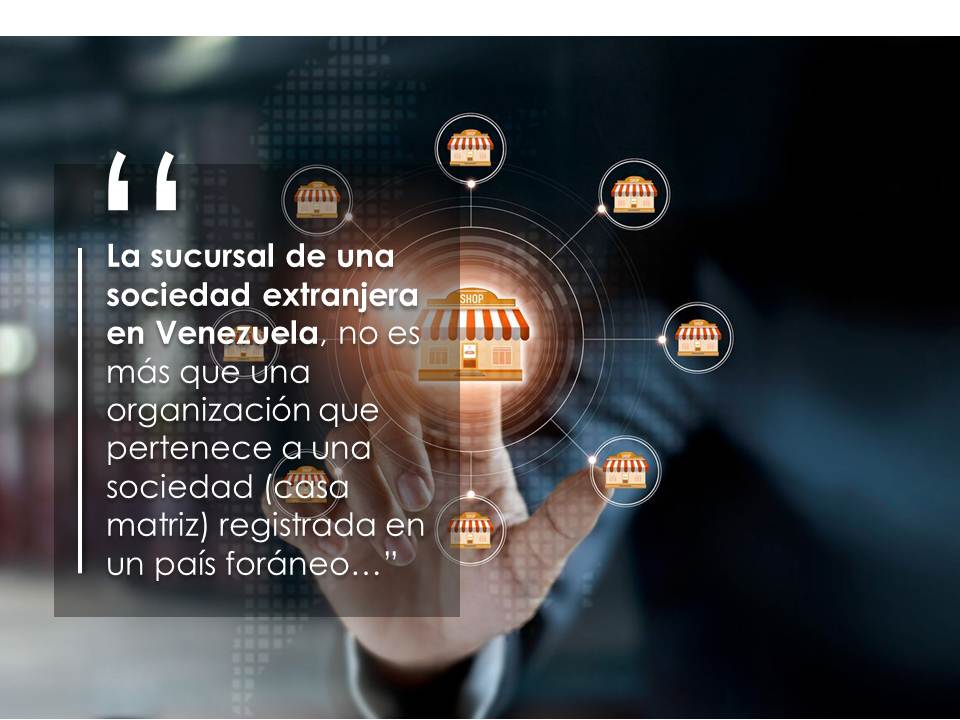 “
La sucursal de una
sociedad extranjera
en Venezuela, no es
más que una
organización que
pertenece a una
sociedad (casa
matriz) registrada en
un país foráneo…”
SHOP